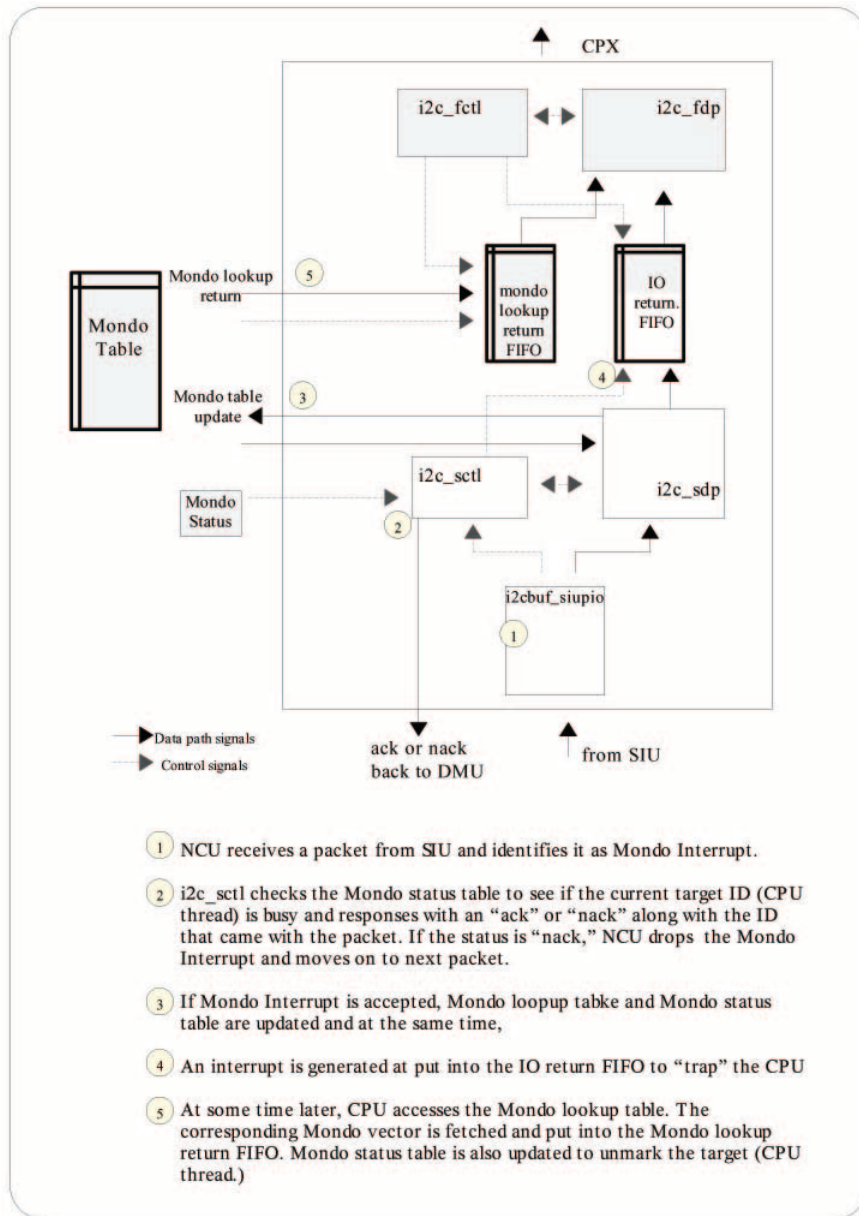 CPX
i2c_fctl
i2c_fdp
Mondo lookup
return
5
mondo
lookup
return
FIFO
IO
return.
FIFO
Mondo
Table
4
Mondo table
update
3
i2c_sctl
i2c_sdp
Mondo
Status
2
i2cbuf_siupio
1
Data path signals
Control signals
ack or nack
back to DMU
from SIU
1 NCU receives a packet from SIU and identifies it as Mondo Interrupt.
2 i2c_sctl checks the Mondo status table to see if the current target ID (CPU
thread) is busy and responses with an “ack” or “nack” along with the ID
that came with the packet. If the status is “nack,” NCU drops the Mondo
Interrupt and moves on to next packet.
3 If Mondo Interrupt is accepted, Mondo loopup tabke and Mondo status
table are updated and at the same time,
4 An interrupt is generated at put into the IO return FIFO to “trap” the CPU
5 At some time later, CPU accesses the Mondo lookup table. The
corresponding Mondo vector is fetched and put into the Mondo lookup
return FIFO. Mondo status table is also updated to unmark the target (CPU
thread.)